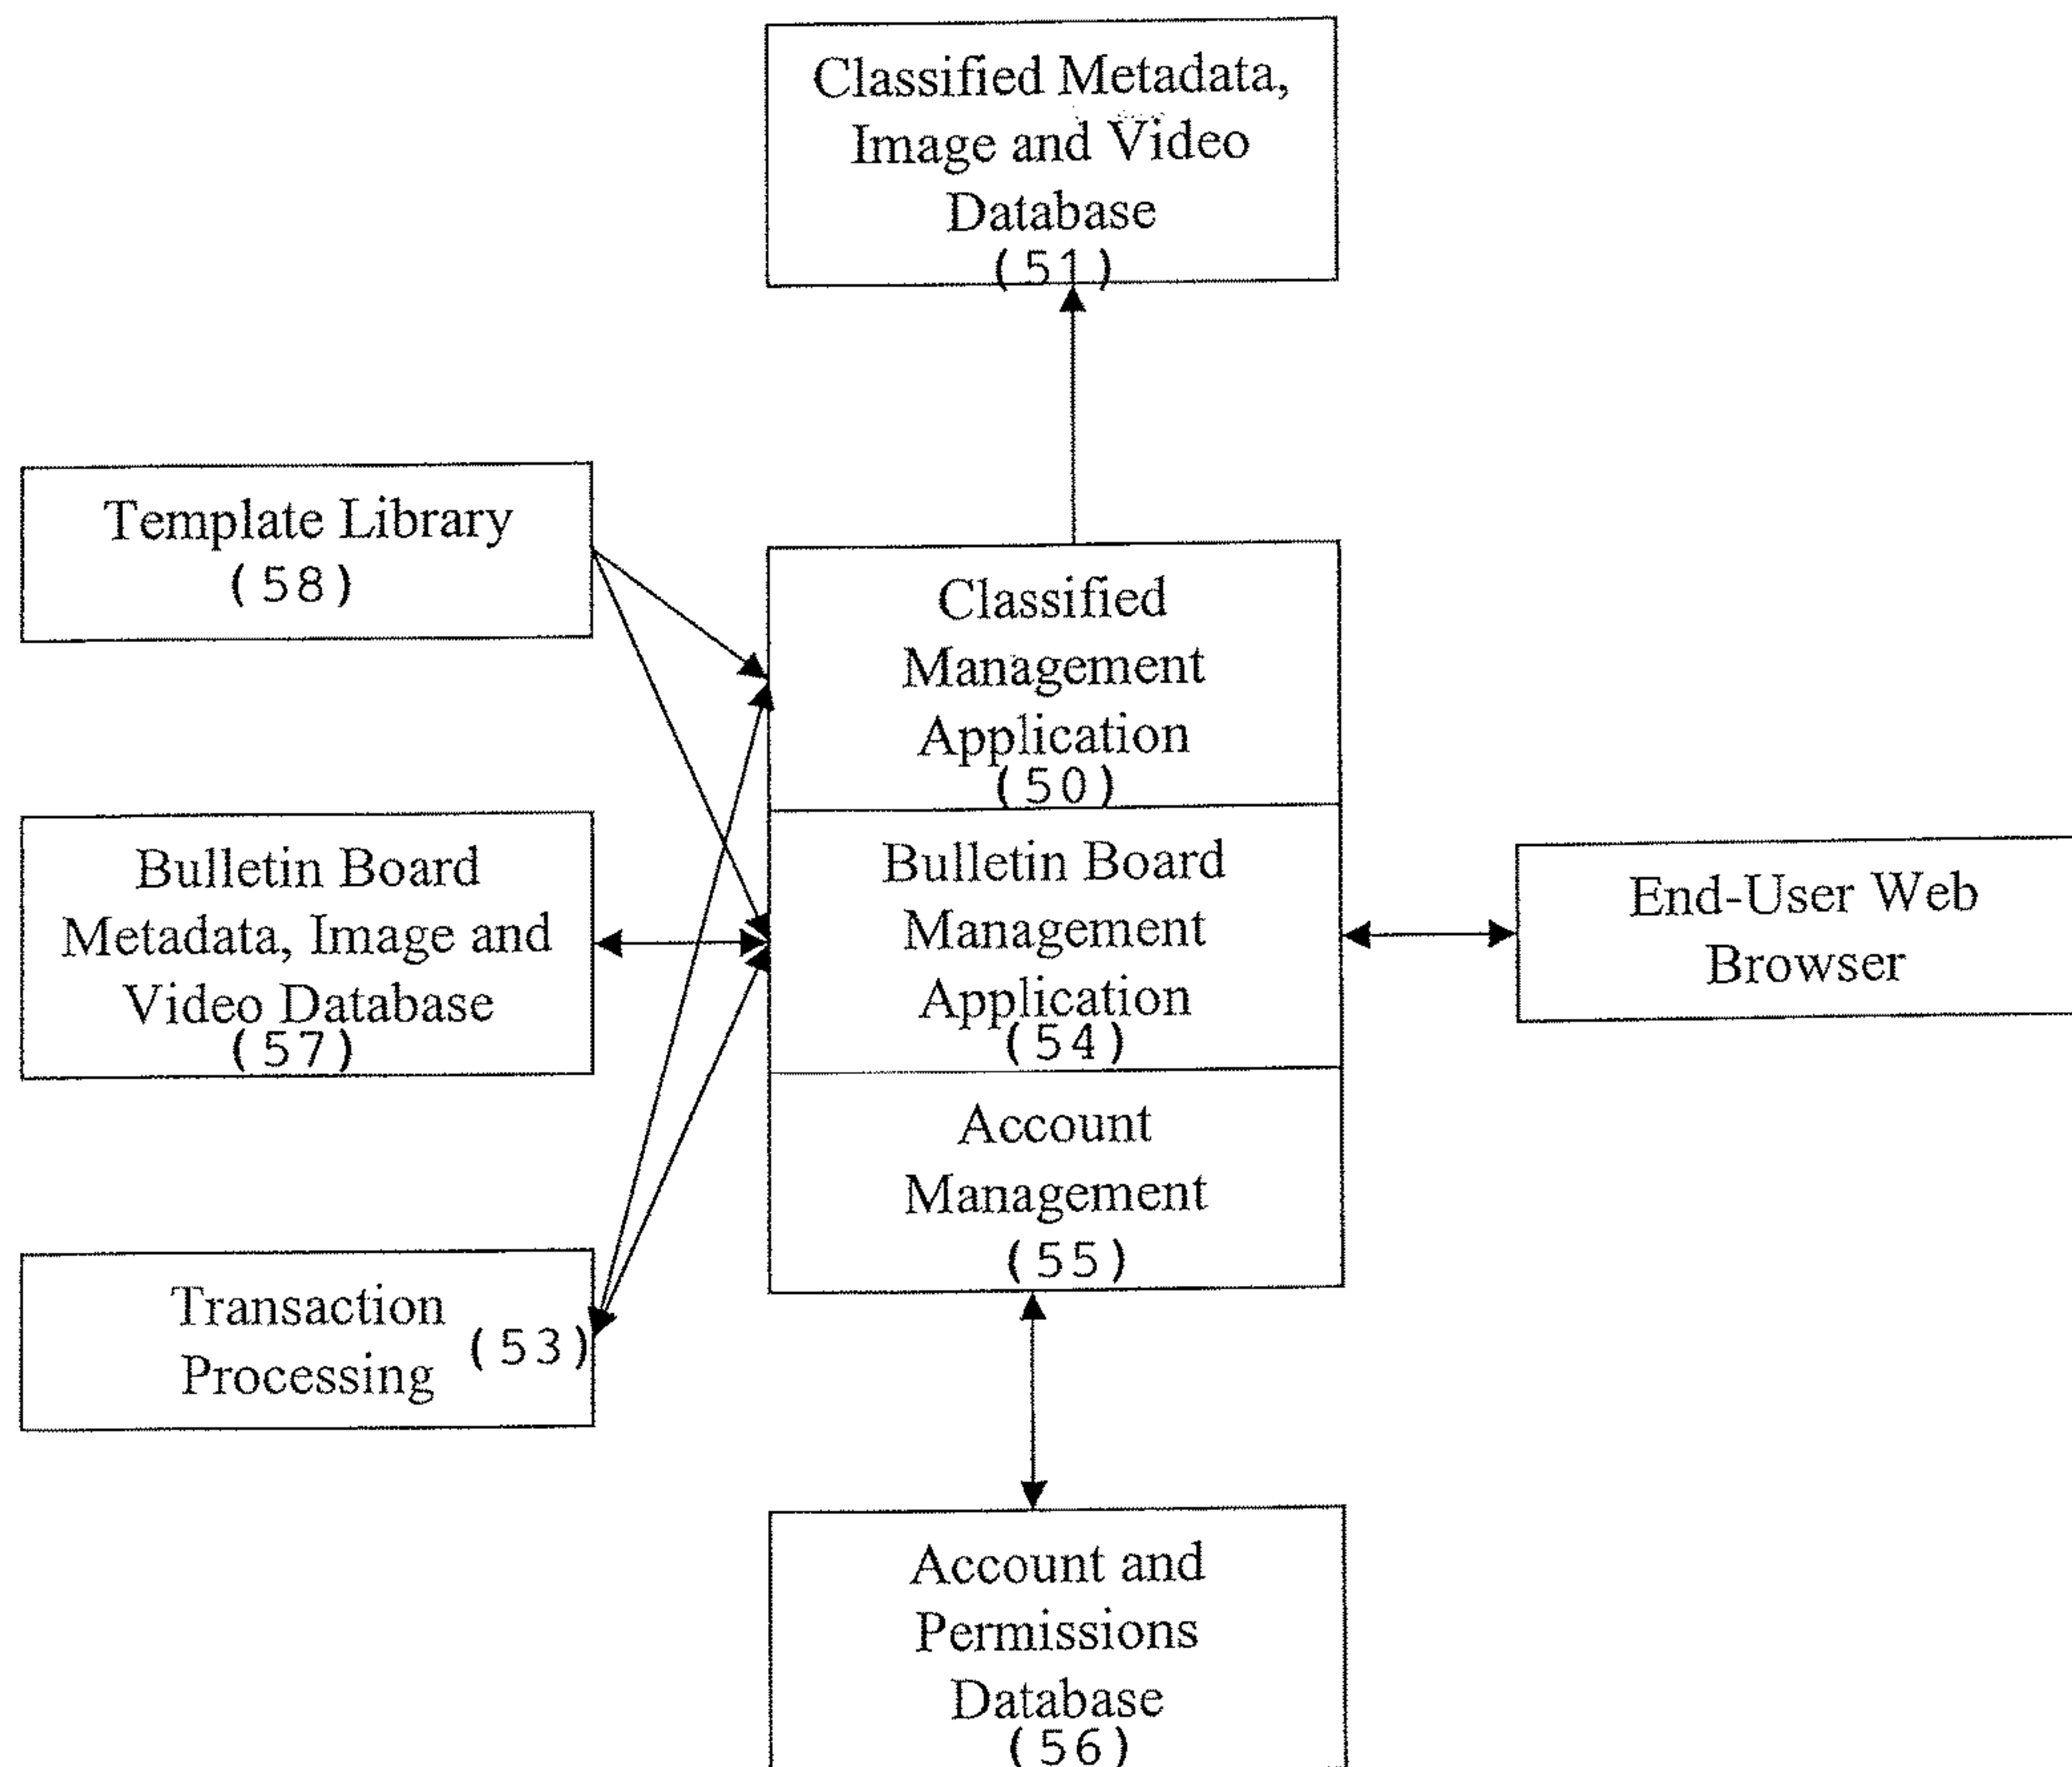 Classified Metadata,
Image and Video
Database
(51)
Template Library
(58)
Classified
Management
Application
(50)
Bulletin Board
Metadata, Image and
Video Database
(57)
Bulletin Board
Management
Application
(54)
End-User Web
Browser
Account
Management
(55)
Transaction
Processing
(53)
Account and
Permissions
Database
(56)